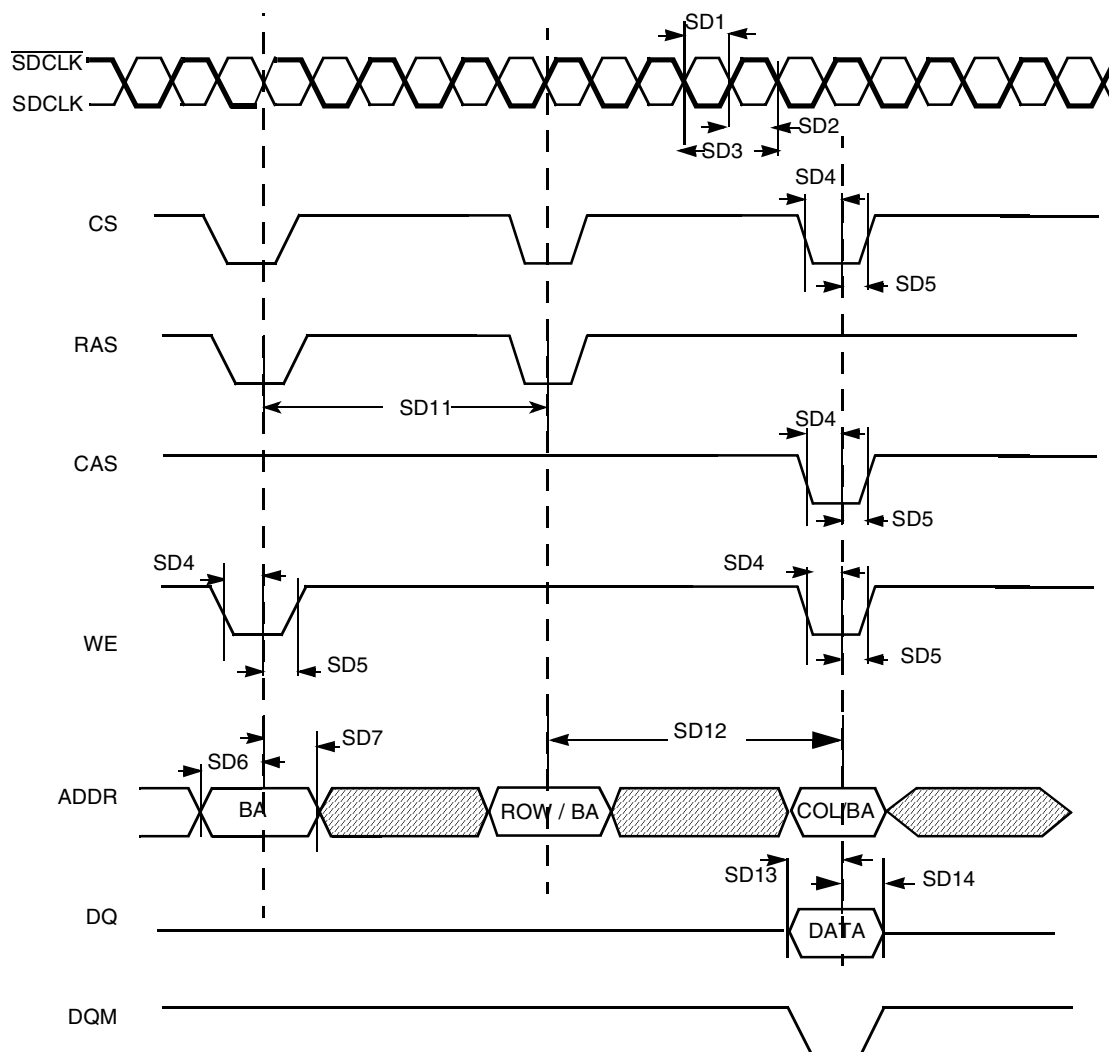 SD1
SDCLK
SDCLK
SD2
SD3
SD4
CS
SD5
RAS
SD11
SD4
CAS
SD5
SD4
SD4
WE
SD5
SD5
SD12
SD7
SD6
ADDR
BA
ROW / BA
COL/BA
SD13
SD14
DQ
DATA
DQM